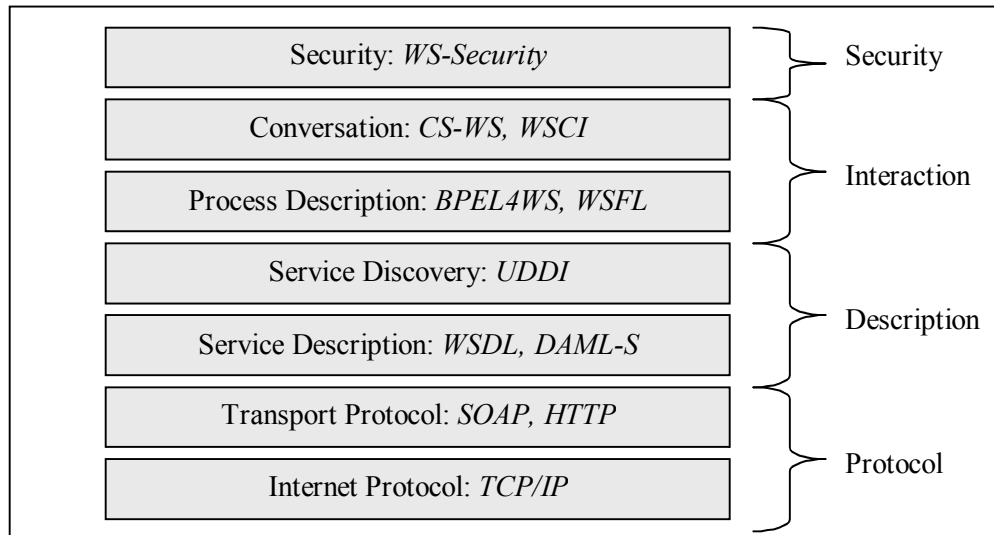 Security: WS-Security
Security
Conversation: CS-WS, WSCI
Interaction
Process Description: BPEL4WS, WSFL
Service Discovery: UDDI
Description
Service Description: WSDL, DAML-S
Transport Protocol: SOAP, HTTP
Protocol
Internet Protocol: TCP/IP